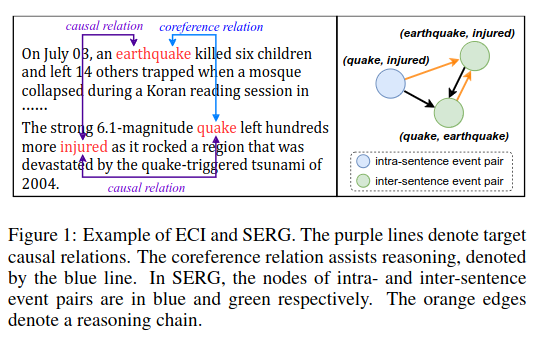 causal relation
coreference relation
On July 03, an earthquake killed six children
and left 14 others trapped when a mosque
collapsed during a Koran reading session in
......
The strong 6.1-magnitude quake left hundreds
more injured as it rocked a region that was
devastated by the quake-triggered tsunami of
2004.
causal relation
(earthquake, injured)
(quake, injured)
(quake, earthquake)
intra-sentence event pair
inter-sentence event pair
Figure 1: Example of ECI and SERG. The purple lines denote target
causal relations. The coreference relation assists reasoning, denoted
by the blue line. In SERG, the nodes of intra- and inter-sentence
event pairs are in blue and green respectively. The orange edges
denote a reasoning chain.